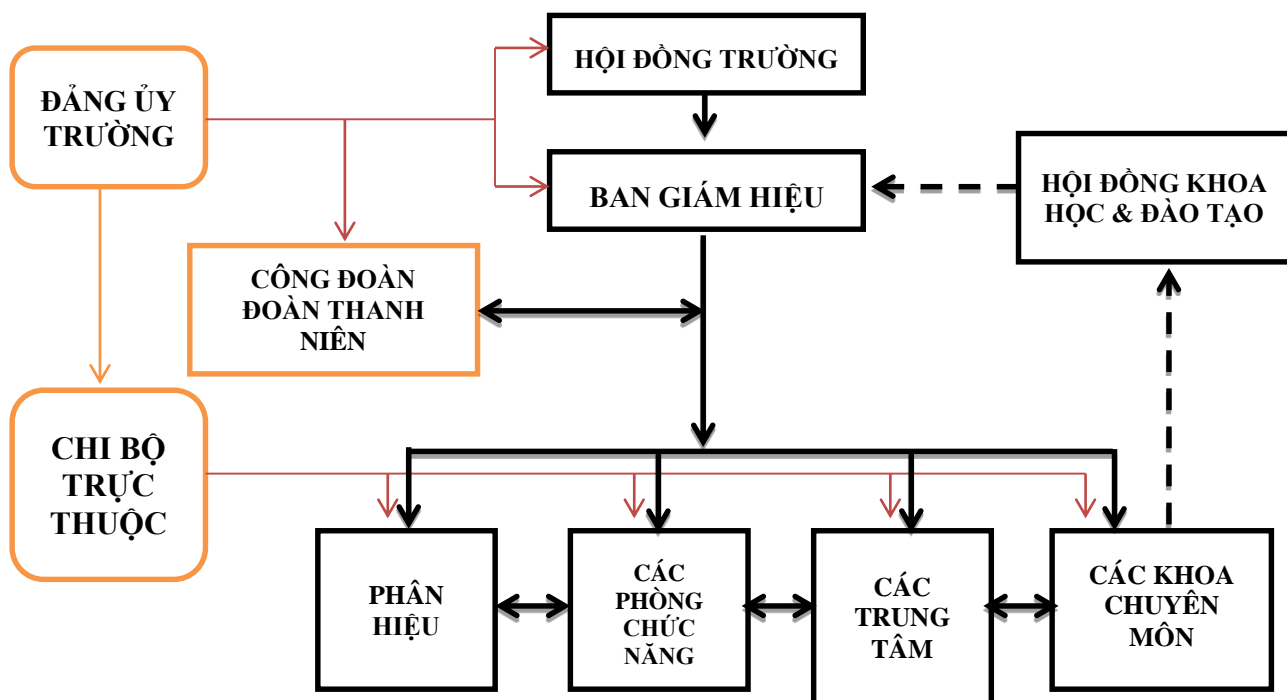 HỘI ĐỒNG TRƯỜNG
ĐẢNG ỦY
TRƯỜNG
BAN GIÁM HIỆU
HỘI ĐỒNG KHOA
HỌC & ĐÀO TẠO
CÔNG ĐOÀN
ĐOÀN THANH
NIÊN
CHI BỘ
TRỰC
THUỘC
PHÂN
HIỆU
CÁC
PHÒNG
CHỨC
NĂNG
CÁC
TRUNG
TÂM
CÁC KHOA
CHUYÊN
MÔN